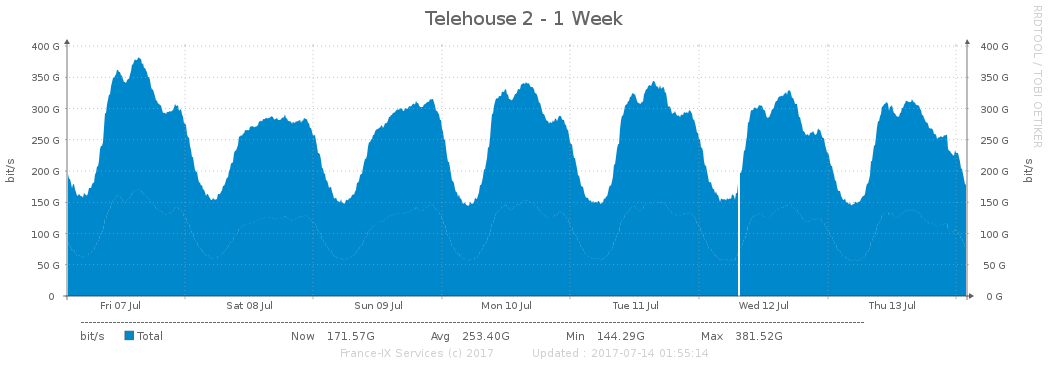 Telehouse 2 - 1 Week
RRDTOOL / TOBI OETIKER
400 G 400 G
350 G 350 G
300 G 300 G
250 G 250 G
200 G 200 G
150 G 150 G
100 G 100 G
50 G 50 G
0 0 G
bit/s
bit/s
Fri 07 Jul Sat 08 Jul Sun 09 Jul Mon 10 Jul Tue 11 Jul Wed 12 Jul Thu 13 Jul
bit/s Total Now 171.57G Avg 253.40G Min 144.29G Max 381.52G
France-IX Services (c) 2017 Updated : 2017-07-14 01:55:14